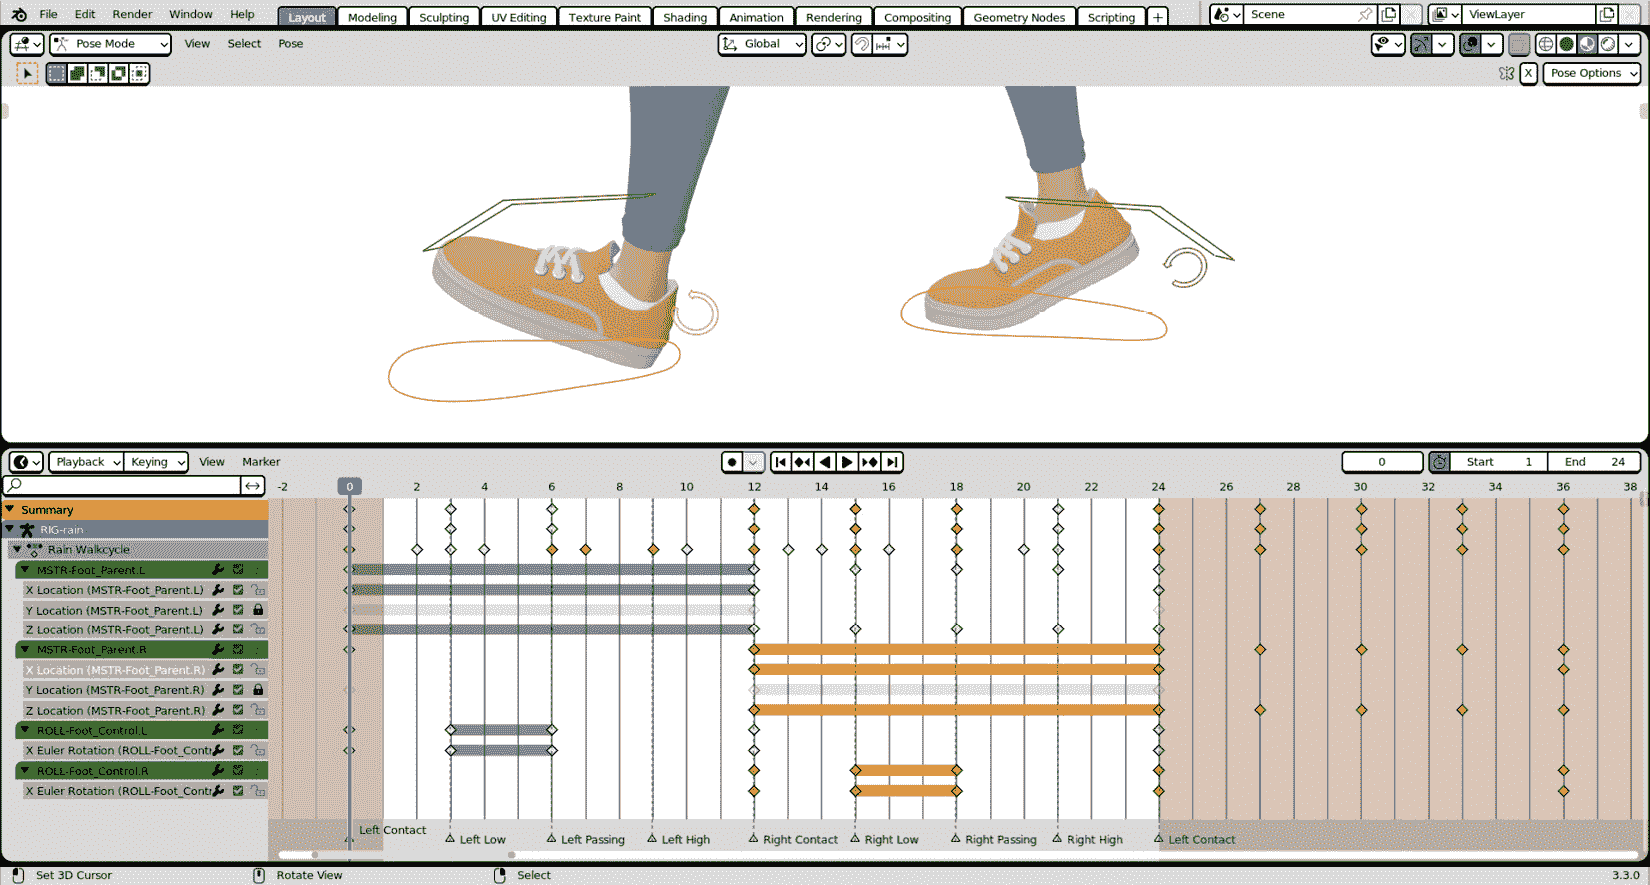 File Edit Render Window Help Layout Modeling Sculpting UV Editing Texture Paint Shading Animation Rendering Compositing Geometry Nodes Scripting + Scene ViewLayer
Pose Mode View Select Pose Global
X Pose Options
Playback Keying View Marker 0 Start 1 End 24
-2 0 2 4 6 8 10 12 14 16 18 20 22 24 26 28 30 32 34 36 38
Summary
RIG-rain
Rain Walkcycle
MSTR-Foot_Parent.L
X Location (MSTR-Foot_Parent.L)
Y Location (MSTR-Foot_Parent.L)
Z Location (MSTR-Foot_Parent.L)
MSTR-Foot_Parent.R
X Location (MSTR-Foot_Parent.R)
Y Location (MSTR-Foot_Parent.R)
Z Location (MSTR-Foot_Parent.R)
ROLL-Foot_Control.L
X Euler Rotation (ROLL-Foot_Contr
ROLL-Foot_Control.R
X Euler Rotation (ROLL-Foot_Contr
Left Contact Left Low Left Passing Left High Right Contact Right Low Right Passing Right High Left Contact
Set 3D Cursor Rotate View Select 3.3.0